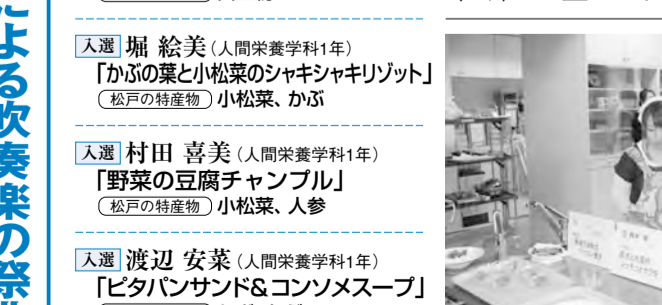 入選 堀 絵美(人間栄養学科1年)
「かぶの葉と小松菜のシャキシャキリゾット」
松戸の特産物 小松菜、かぶ
入選 村田 喜美(人間栄養学科1年)
「野菜の豆腐チャンプル」
松戸の特産物 小松菜、人参
入選 渡辺 安菜(人間栄養学科1年)
「ピタパンサンド&コンソメスープ」
による吹奏楽の祭